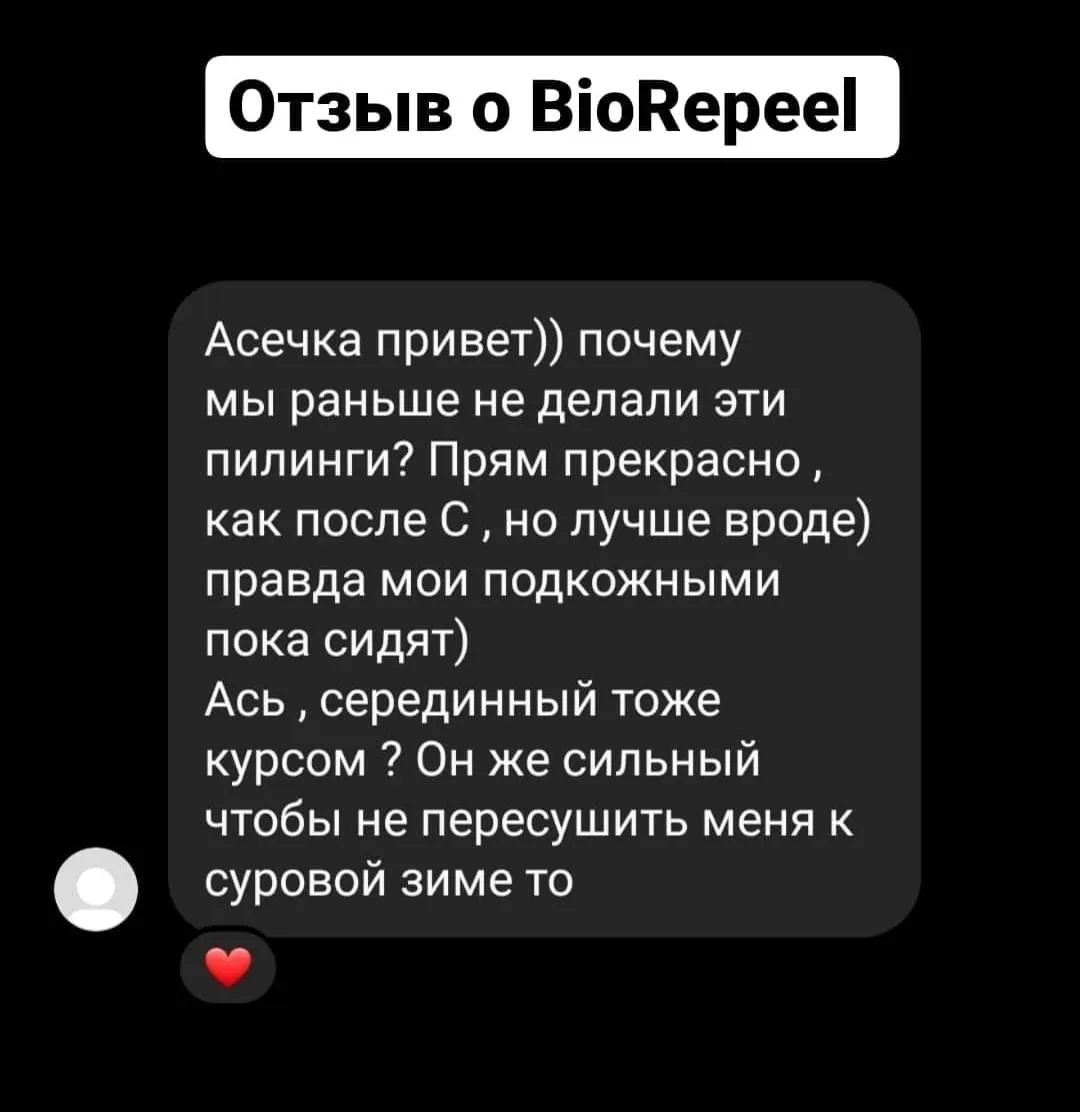 Отзыв о BioRepeel
Асечка привет)) почему
мы раньше не делали эти
пилинги? Прям прекрасно ,
как после С , но лучше вроде)
правда мои подкожными
пока сидят)
Ась , серединный тоже
курсом ? Он же сильный
чтобы не пересушить меня к
суровой зиме то